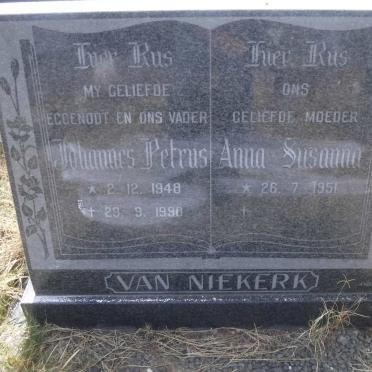 Hier Rus
MY GELIEFDE
EGGENOOT EN ONS VADER
Johannes Petrus
* 2. 12. 1948
✝ 29. 9. 1990
Hier Rus
ONS
GELIEFDE MOEDER
Anna Susanna
* 26. 7. 1951
✝
VAN NIEKERK